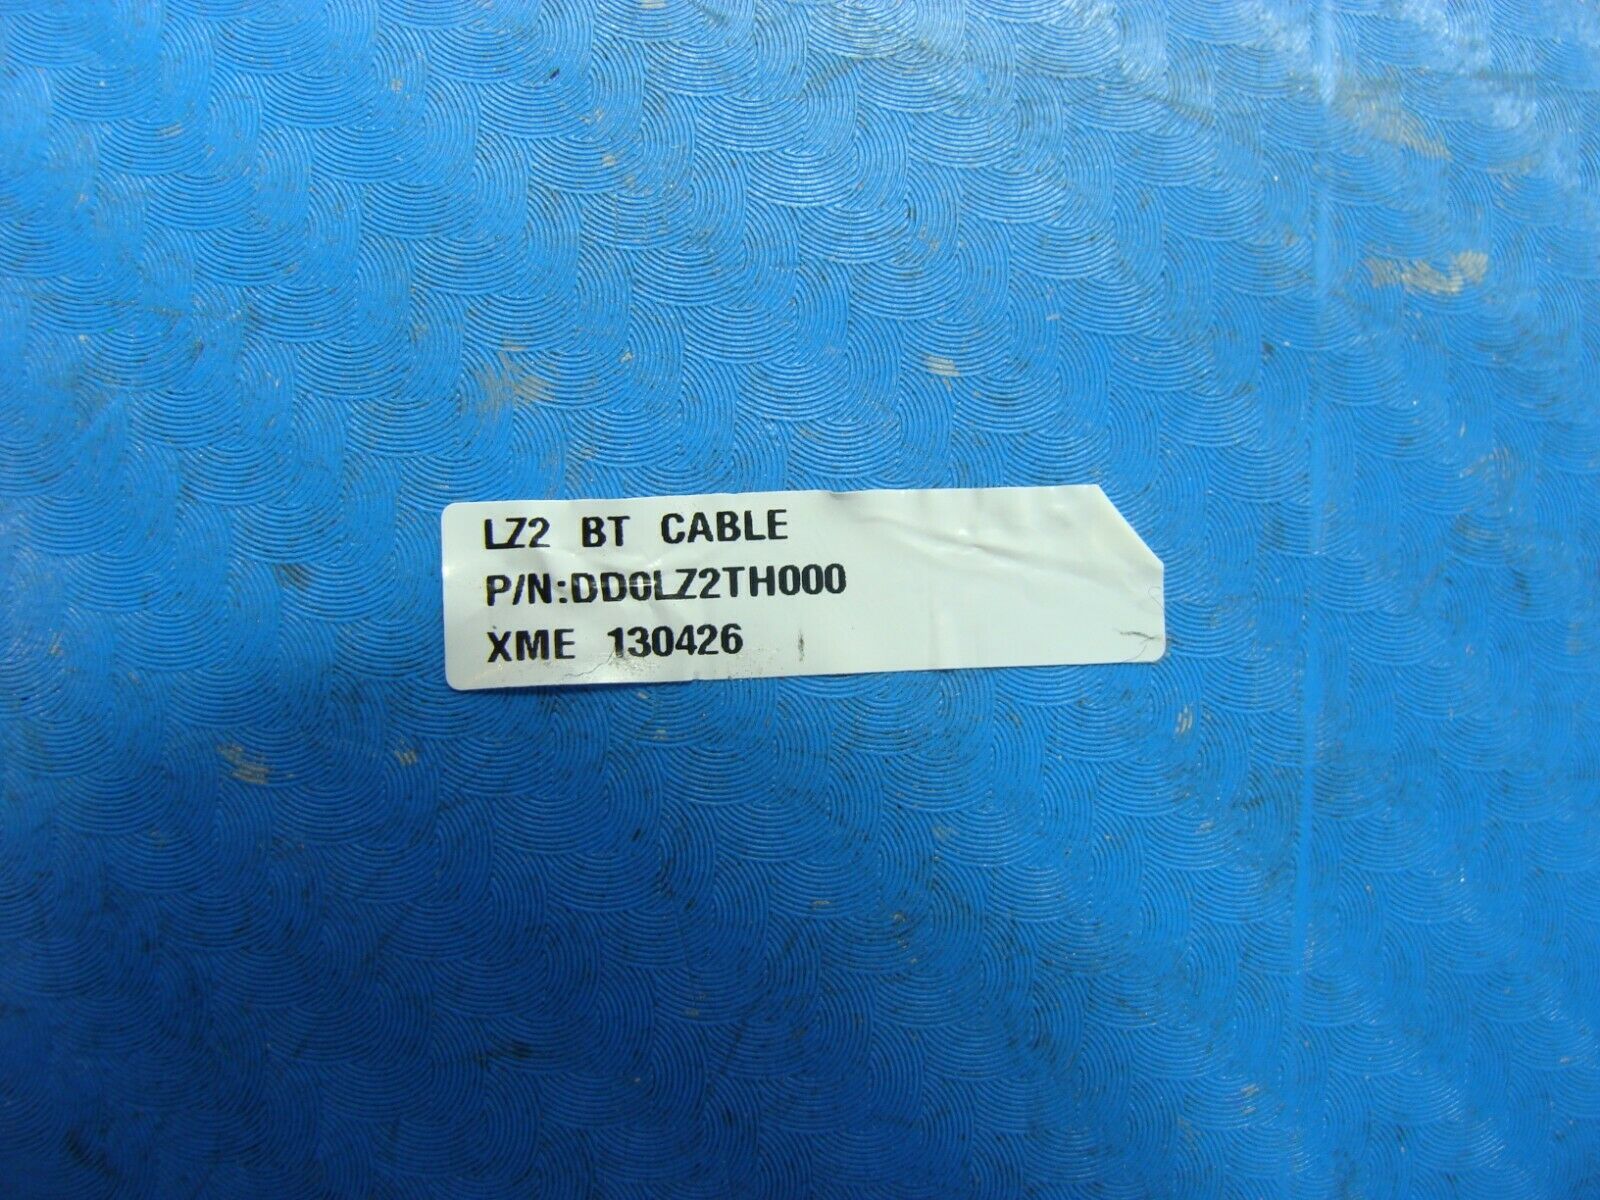 LZ2 BT CABLE
P/N:DD0LZ2TH000
XME 130426